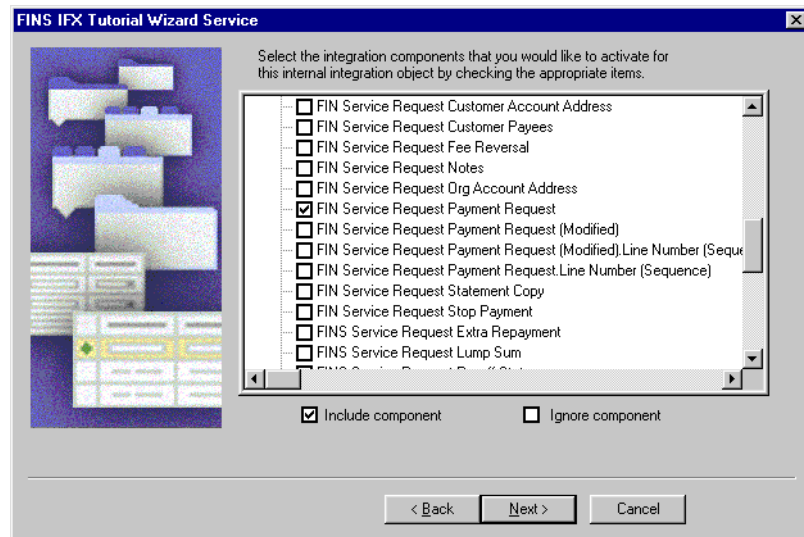 FINS IFX Tutorial Wizard Service
Select the integration components that you would like to activate for
this internal integration object by checking the appropriate items.
FIN Service Request Customer Account Address
FIN Service Request Customer Payees
FIN Service Request Fee Reversal
FIN Service Request Notes
FIN Service Request Org Account Address
FIN Service Request Payment Request
FIN Service Request Payment Request (Modified)
FIN Service Request Payment Request (Modified).Line Number (Seque
FIN Service Request Payment Request.Line Number (Sequence)
FIN Service Request Statement Copy
FIN Service Request Stop Payment
FINS Service Request Extra Repayment
FINS Service Request Lump Sum
Include component
Ignore component
< Back
Next >
Cancel